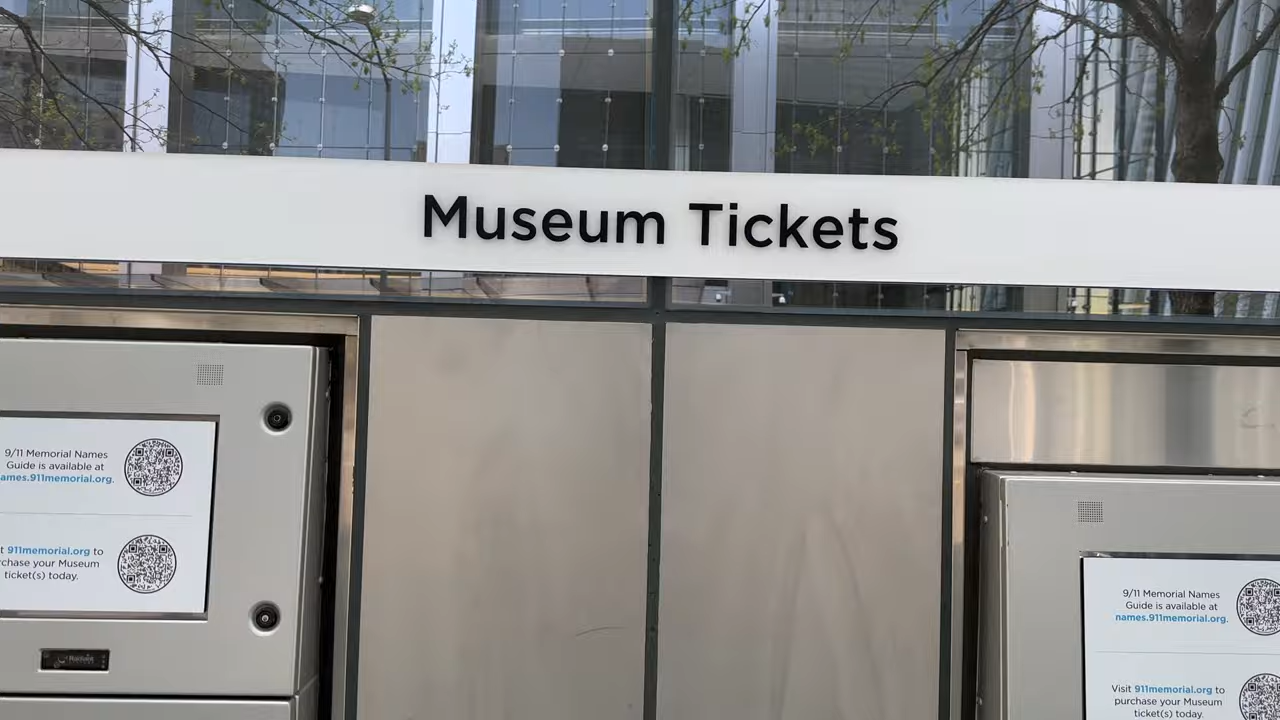 Museum Tickets
9/11 Memorial Names
Guide is available at
ames.911memorial.org.
t 911memorial.org to
rchase your Museum
ticket(s) today.
9/11 Memorial Names
Guide is available at
names.911memorial.org.
Visit 911memorial.org to
purchase your Museum
ticket(s) today.